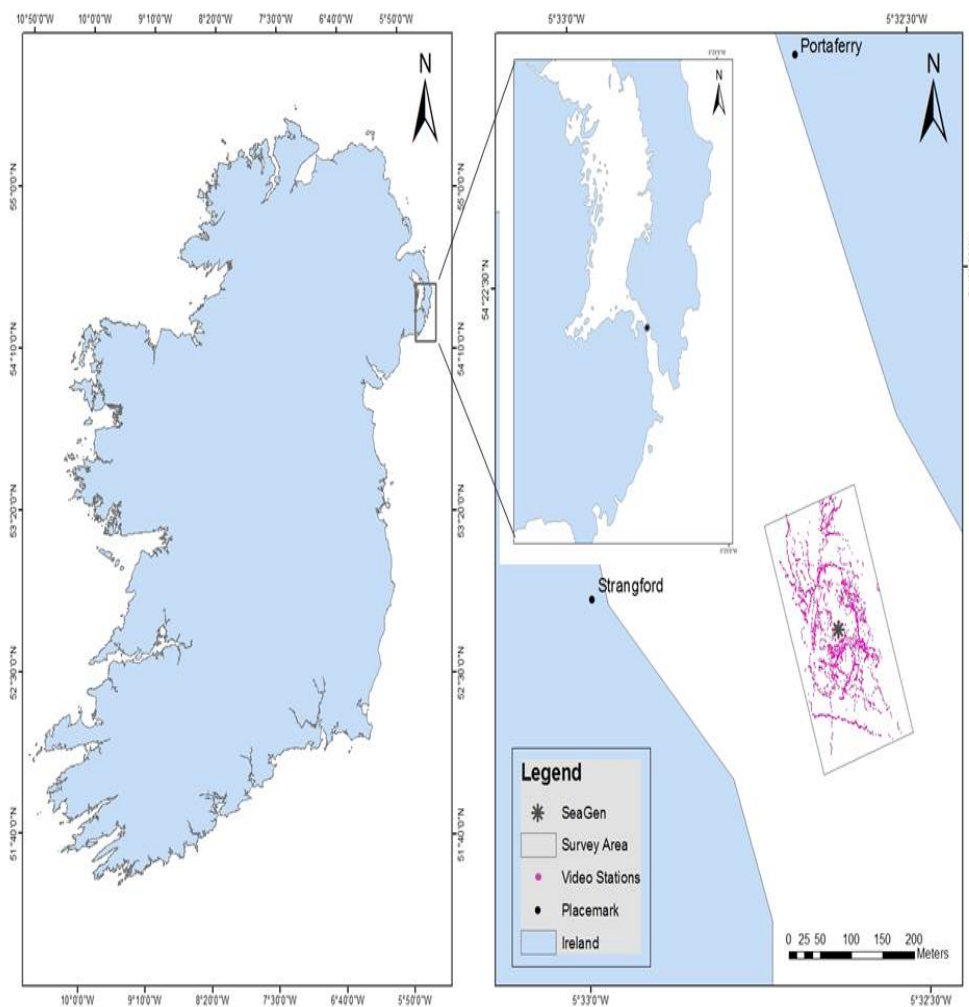 10°50'0"W 10°0'0"W 9°10'0"W 8°20'0"W 7°30'0"W 6°40'0"W 5°50'0"W
N
55°0'0"N
54°10'0"N
53°20'0"N
52°30'0"N
51°40'0"N
55°0'0"N
54°10'0"N
53°20'0"N
52°30'0"N
51°40'0"N
10°0'0"W 9°10'0"W 8°20'0"W 7°30'0"W 6°40'0"W 5°50'0"W
5°33'0"W 5°32'30"W
Portaferry
N
N
54°22'30"N
Strangford
Legend
SeaGen
Survey Area
Video Stations
Placemark
Ireland
0 25 50 100 150 200
Meters
5°33'0"W 5°32'30"W